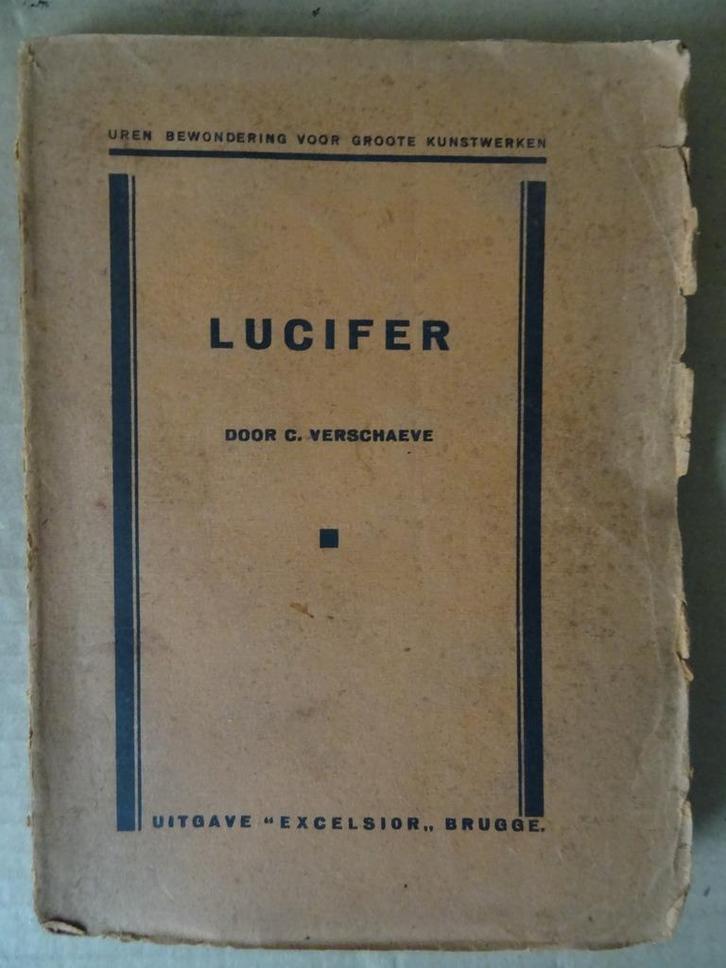 UREN BEWONDERING VOOR GROOTE KUNSTWERKEN
LUCIFER
DOOR C. VERSCHAEVE
UITGAVE “EXCELSIOR„ BRUGGE.